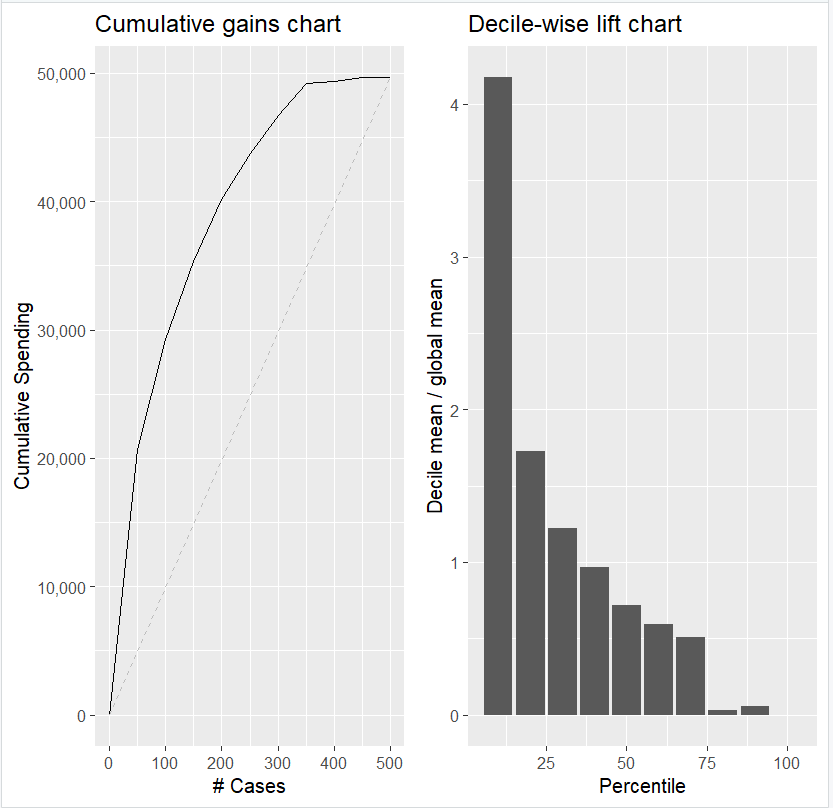 Cumulative gains chart
Cumulative Spending
50,000
40,000
30,000
20,000
10,000
0
0 100 200 300 400 500
# Cases
Decile-wise lift chart
Decile mean / global mean
4
3
2
1
0
25 50 75 100
Percentile